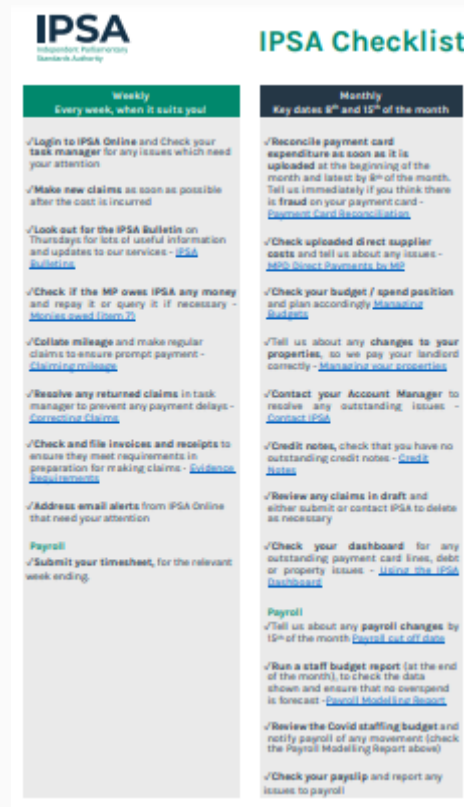 IPSA
Independent Parliamentary
Standards Authority
IPSA Checklist
Weekly
Every week, when it suits you!
✓Login to IPSA Online and Check your
task manager for any issues which need
your attention
✓Make new claims as soon as possible
after the cost is incurred
✓Look out for the IPSA Bulletin on
Thursdays for lots of useful information
and updates to our services - IPSA
Bulletins
✓Check if the MP owes IPSA any money
and repay it or query it if necessary -
Monies owed (item 7)
✓Collate mileage and make regular
claims to ensure prompt payment -
Claiming mileage
✓Resolve any returned claims in task
manager to prevent any payment delays -
Correcting Claims
✓Check and file invoices and receipts to
ensure they meet requirements in
preparation for making claims - Evidence
Requirements
✓Address email alerts from IPSA Online
that need your attention
Payroll
✓Submit your timesheet, for the relevant
week ending.
Monthly
Key dates 8th and 15th of the month
✓Reconcile payment card
expenditure as soon as it is
uploaded at the beginning of the
month and latest by 8th of the month.
Tell us immediately if you think there
is fraud on your payment card -
Payment Card Reconciliation
✓Check uploaded direct supplier
costs and tell us about any issues -
MPD Direct Payments by MP
✓Check your budget / spend position
and plan accordingly Managing
Budgets
✓Tell us about any changes to your
properties, so we pay your landlord
correctly - Managing your properties
✓Contact your Account Manager to
resolve any outstanding issues -
Contact IPSA
✓Credit notes, check that you have no
outstanding credit notes - Credit
Notes
✓Review any claims in draft and
either submit or contact IPSA to delete
as necessary
✓Check your dashboard for any
outstanding payment card lines, debt
or property issues - Using the IPSA
Dashboard
Payroll
✓Tell us about any payroll changes by
15th of the month Payroll cut off date
✓Run a staff budget report (at the end
of the month), to check the data
shown and ensure that no overspend
is forecast -Payroll Modelling Report
✓Review the Covid staffing budget and
notify payroll of any movement (check
the Payroll Modelling Report above)
✓Check your payslip and report any
issues to payroll